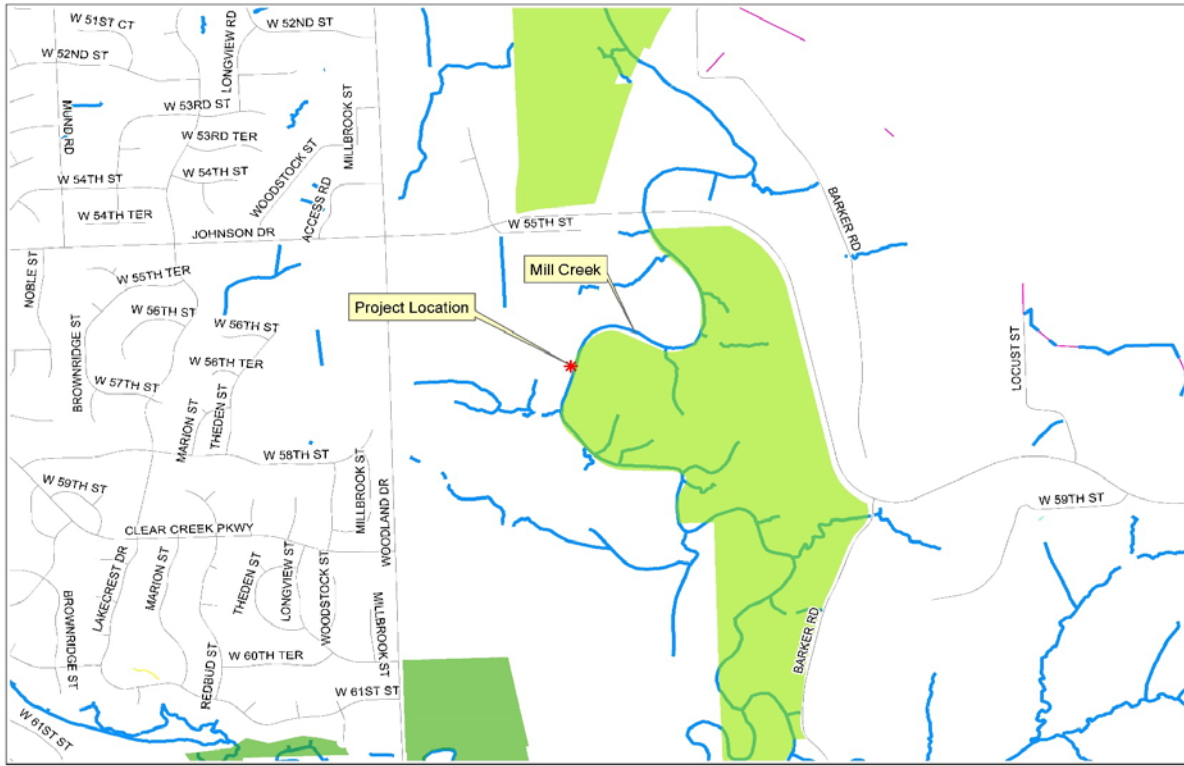 W 51ST CT
LONGVIEW RD
W 52ND ST
W 52ND ST
MUND RD
W 53RD ST
MILLBROOK ST
W 53RD TER
WOODSTOCK ST
W 54TH ST
W 54TH ST
ACCESS RD
BARKER RD
W 54TH TER
JOHNSON DR
W 55TH ST
NOBLE ST
W 55TH TER
Mill Creek
Project Location
W 56TH ST
W 56TH ST
BROWNRIDGE ST
W 56TH TER
LOCUST ST
W 57TH ST
THEDEN ST
MARION ST
W 58TH ST
W 59TH ST
MILLBROOK ST
WOODLAND DR
W 59TH ST
CLEAR CREEK PKWY
LAKECREST DR
MARION ST
THEDEN ST
LONGVIEW ST
WOODSTOCK ST
BROWNRIDGE ST
MILLBROOK ST
BARKER RD
REDBUD ST
W 60TH TER
W 61ST ST
W 61ST ST